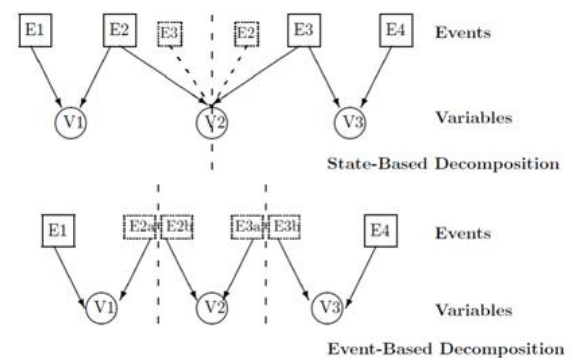 E1 E2 E3 E2 E3 E4 Events
V1 V2 V3 Variables
State-Based Decomposition
E1 E2a E2b E3a E3b E4 Events
V1 V2 V3 Variables
Event-Based Decomposition